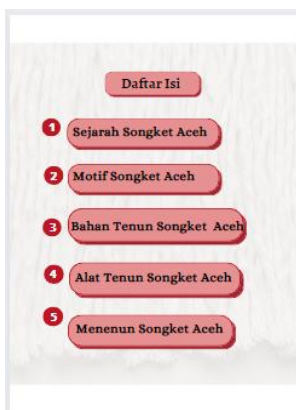 Daftar Isi
1 Sejarah Songket Aceh
2 Motif Songket Aceh
3 Bahan Tenun Songket Aceh
4 Alat Tenun Songket Aceh
5 Menenun Songket Aceh